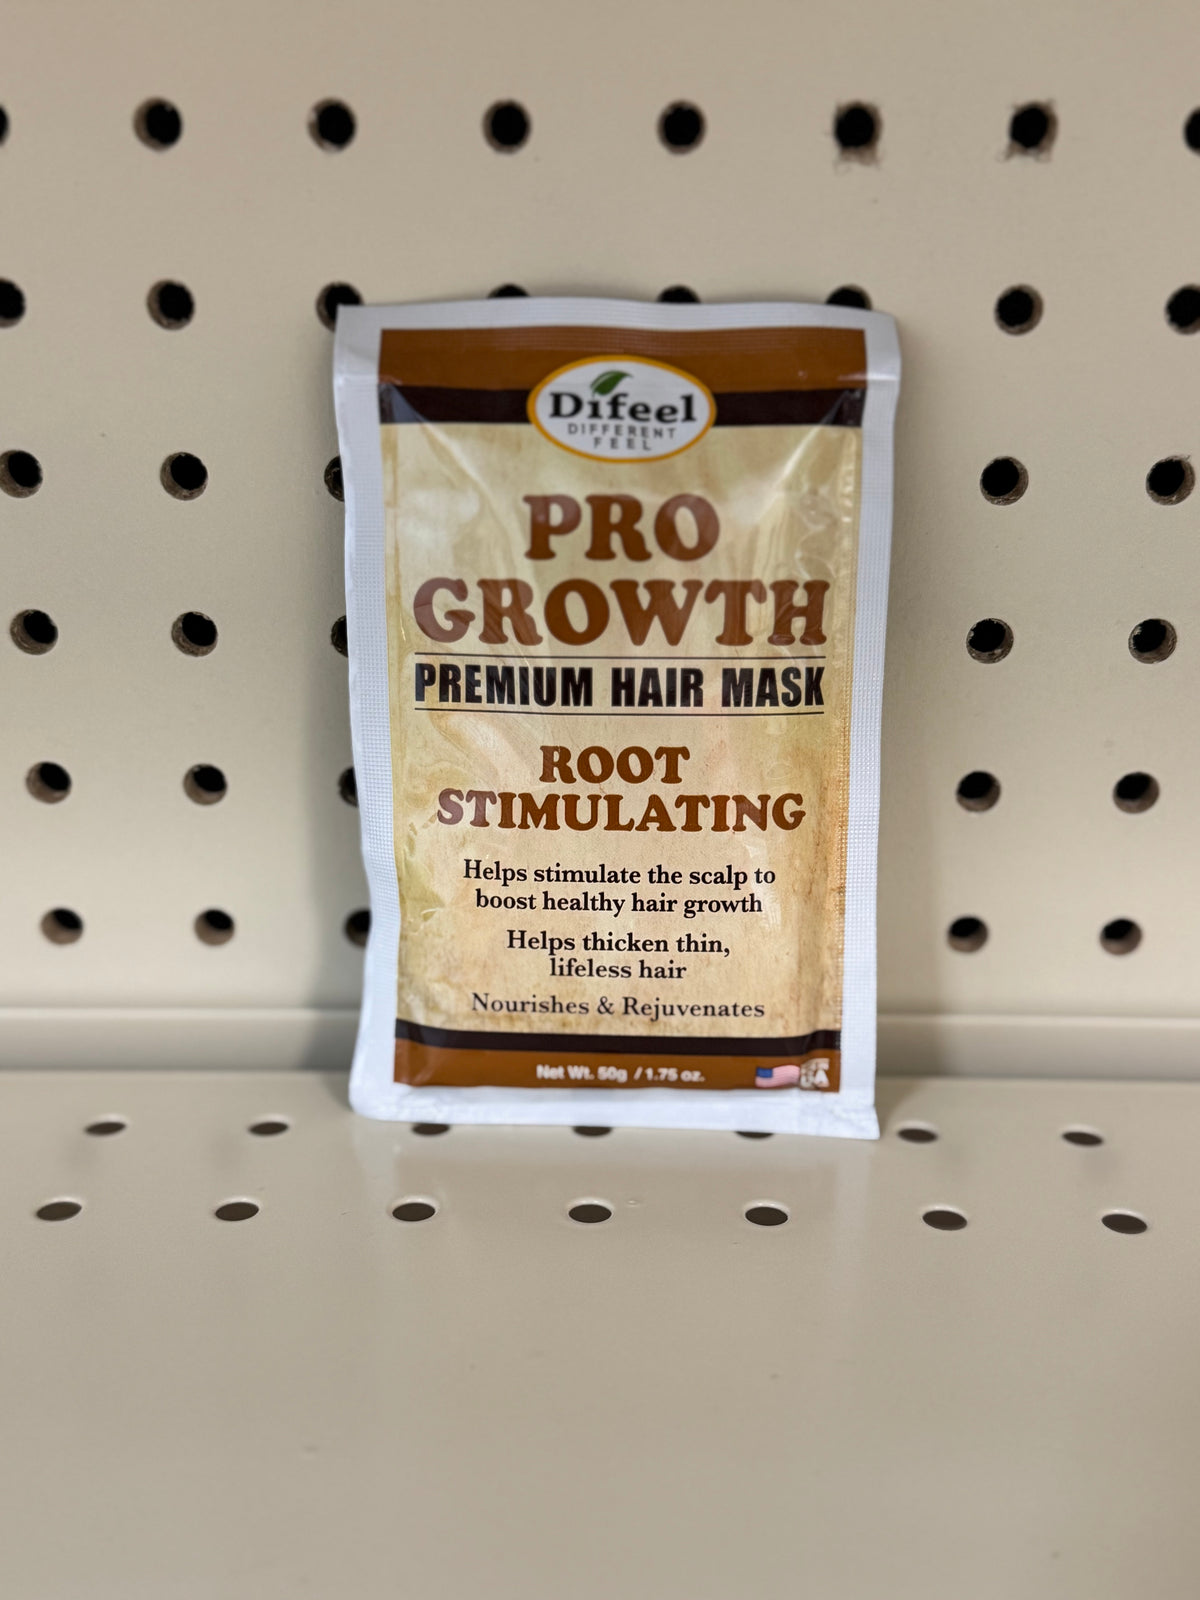 Difeel
DIFFERENT
FEEL
PRO
GROWTH
PREMIUM HAIR MASK
ROOT
STIMULATING
Helps stimulate the scalp to
boost healthy hair growth
Helps thicken thin,
lifeless hair
Nourishes & Rejuvenates
Net Wt. 50g / 1.75 oz.